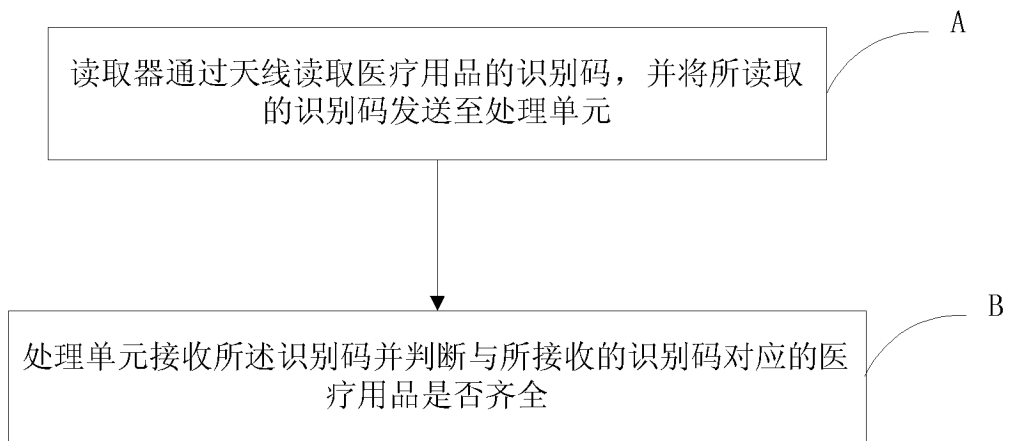 A
读取器通过天线读取医疗用品的识别码，并将所读取
的识别码发送至处理单元
B
处理单元接收所述识别码并判断与所接收的识别码对应的医
疗用品是否齐全